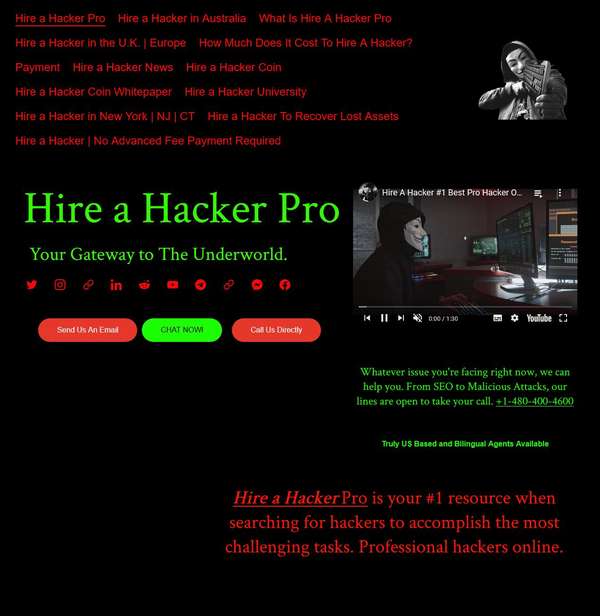 Hire a Hacker Pro Hire a Hacker in Australia What Is Hire A Hacker Pro
Hire a Hacker in the U.K. | Europe How Much Does It Cost To Hire A Hacker?
Payment Hire a Hacker News Hire a Hacker Coin
Hire a Hacker Coin Whitepaper Hire a Hacker University
Hire a Hacker in New York | NJ | CT Hire a Hacker To Recover Lost Assets
Hire a Hacker | No Advanced Fee Payment Required
Hire a Hacker Pro
Your Gateway to The Underworld.
Send Us An Email CHAT NOW! Call Us Directly
Hire A Hacker #1 Best Pro Hacker O...
0:00 / 1:30 YouTube
Whatever issue you're facing right now, we can
help you. From SEO to Malicious Attacks, our
lines are open to take your call. +1-480-400-4600
Truly US Based and Bilingual Agents Available
Hire a Hacker Pro is your #1 resource when
searching for hackers to accomplish the most
challenging tasks. Professional hackers online.